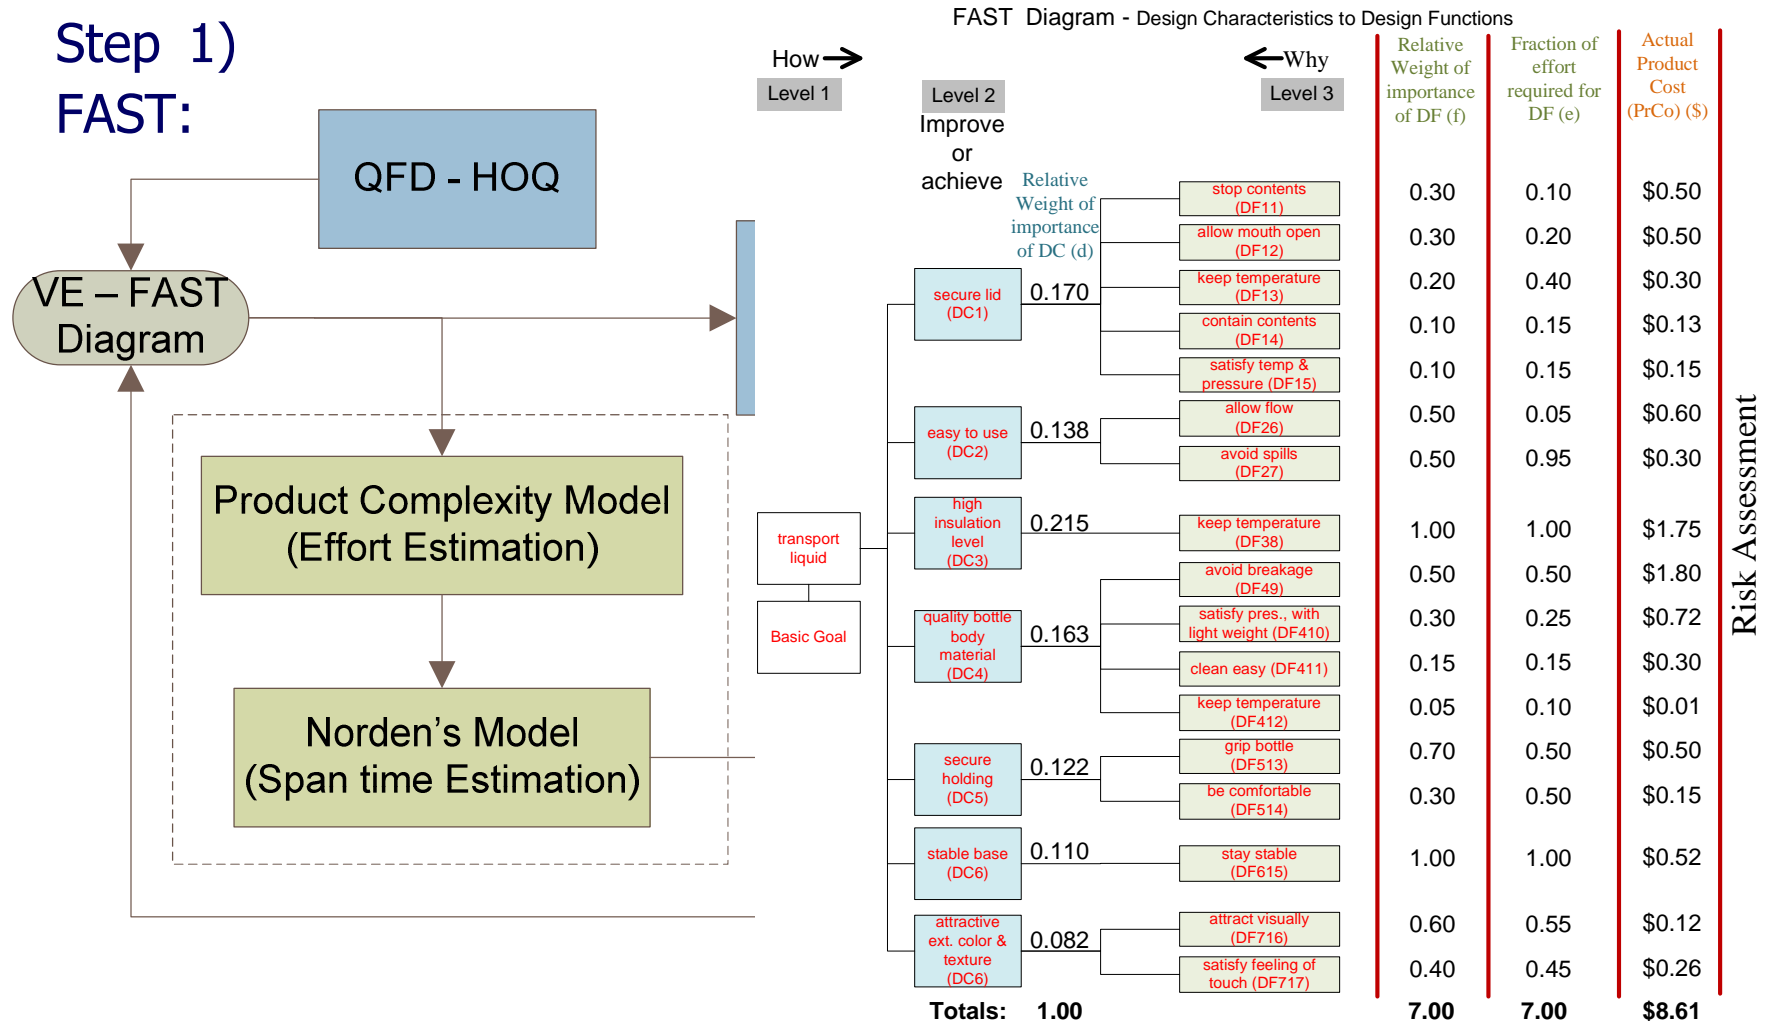 Step 1)
FAST:
QFD - HOQ
VE – FAST
Diagram
Product Complexity Model
(Effort Estimation)
Norden’s Model
(Span time Estimation)
FAST Diagram - Design Characteristics to Design Functions
How
Why
Level 1
Level 2
Level 3
Improve
or
achieve
Relative
Weight of
importance
of DC (d)
Relative
Weight of
importance
of DF (f)
Fraction of
effort
required for
DF (e)
Actual
Product
Cost
(PrCo) ($)
transport
liquid
Basic Goal
secure lid
(DC1)
0.170
stop contents
(DF11)
0.30 0.10 $0.50
allow mouth open
(DF12)
0.30 0.20 $0.50
keep temperature
(DF13)
0.20 0.40 $0.30
contain contents
(DF14)
0.10 0.15 $0.13
satisfy temp &
pressure (DF15)
0.10 0.15 $0.15
easy to use
(DC2)
0.138
allow flow
(DF26)
0.50 0.05 $0.60
avoid spills
(DF27)
0.50 0.95 $0.30
high
insulation
level
(DC3)
0.215
keep temperature
(DF38)
1.00 1.00 $1.75
quality bottle
body
material
(DC4)
0.163
avoid breakage
(DF49)
0.50 0.50 $1.80
satisfy pres., with
light weight (DF410)
0.30 0.25 $0.72
clean easy (DF411)
0.15 0.15 $0.30
keep temperature
(DF412)
0.05 0.10 $0.01
secure
holding
(DC5)
0.122
grip bottle
(DF513)
0.70 0.50 $0.50
be comfortable
(DF514)
0.30 0.50 $0.15
stable base
(DC6)
0.110
stay stable
(DF615)
1.00 1.00 $0.52
attractive
ext. color &
texture
(DC6)
0.082
attract visually
(DF716)
0.60 0.55 $0.12
satisfy feeling of
touch (DF717)
0.40 0.45 $0.26
Totals: 1.00 7.00 7.00 $8.61
Risk Assessment